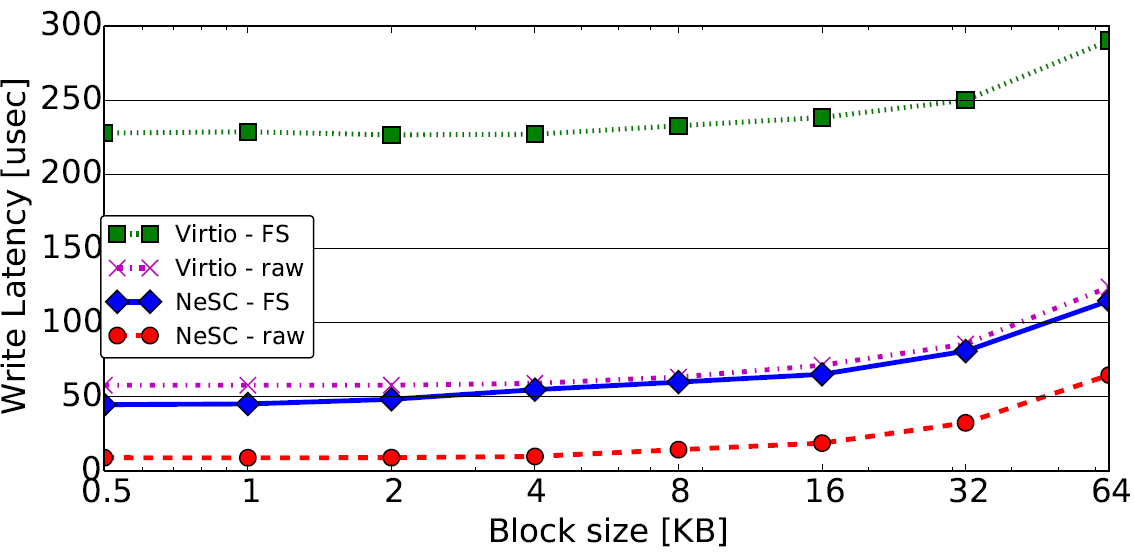 300
250
200
150
100
50
0
Write Latency [usec]
Virtio - FS
Virtio - raw
NeSC - FS
NeSC - raw
0.5 1 2 4 8 16 32 64
Block size [KB]